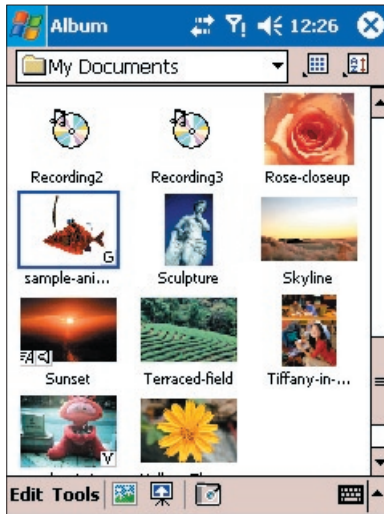 Album 12:26
My Documents
Recording2 Recording3 Rose-closeup
G
sample-ani... Sculpture Skyline
Sunset Terraced-field Tiffany-in-...
V
Edit Tools